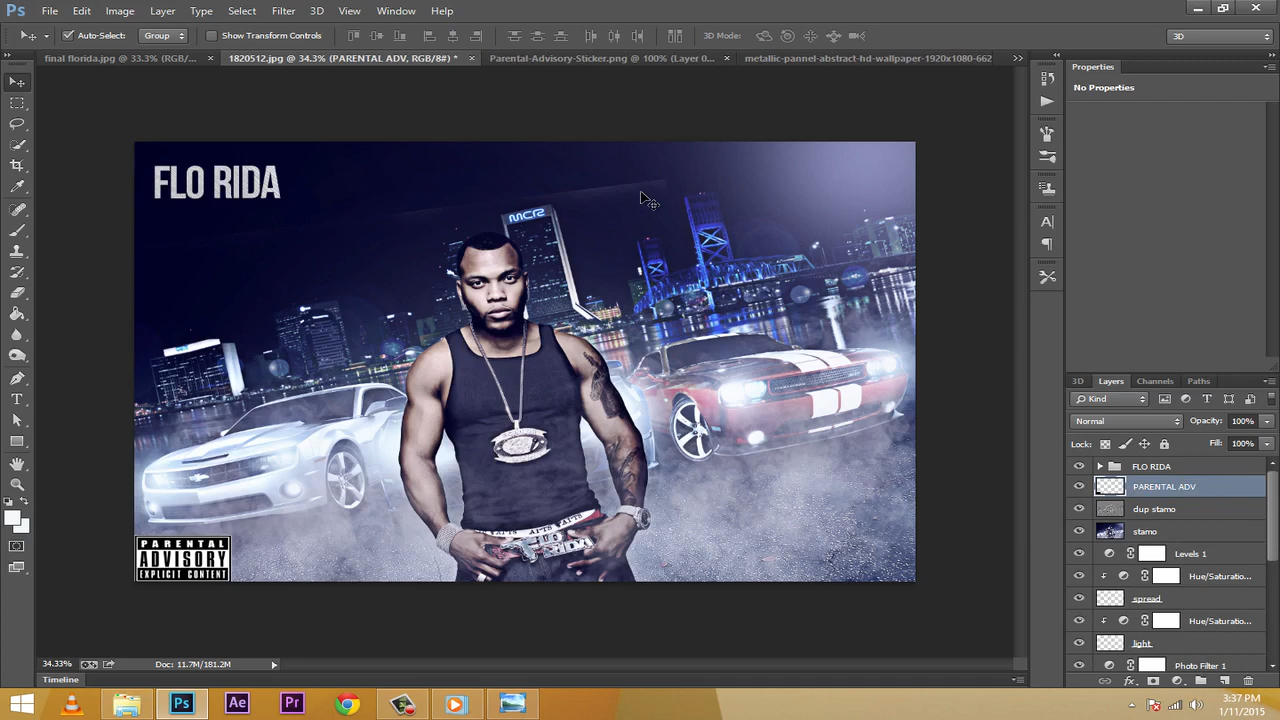 Ps File Edit Image Layer Type Select Filter 3D View Window Help
Auto-Select: Group Show Transform Controls 3D Mode: 3D
final florida.jpg @ 33.3% (RGB/... × 1820512.jpg @ 34.3% (PARENTAL ADV, RGB/8#) * × Parental-Advisory-Sticker.png @ 100% (Layer 0... × metallic-pannel-abstract-hd-wallpaper-1920x1080-662
Properties
No Properties
FLO RIDA
MCR
PARENTAL
ADVISORY
EXPLICIT CONTENT
3D Layers Channels Paths
Kind
Normal Opacity: 100%
Lock: Fill: 100%
FLO RIDA
PARENTAL ADV
dup stamo
stamo
Levels 1
Hue/Saturatio...
spread
Hue/Saturatio...
light
Photo Filter 1
34.33% Doc: 11.7M/181.2M
Timeline
Ps Ae Pr
3:37 PM
1/11/2015